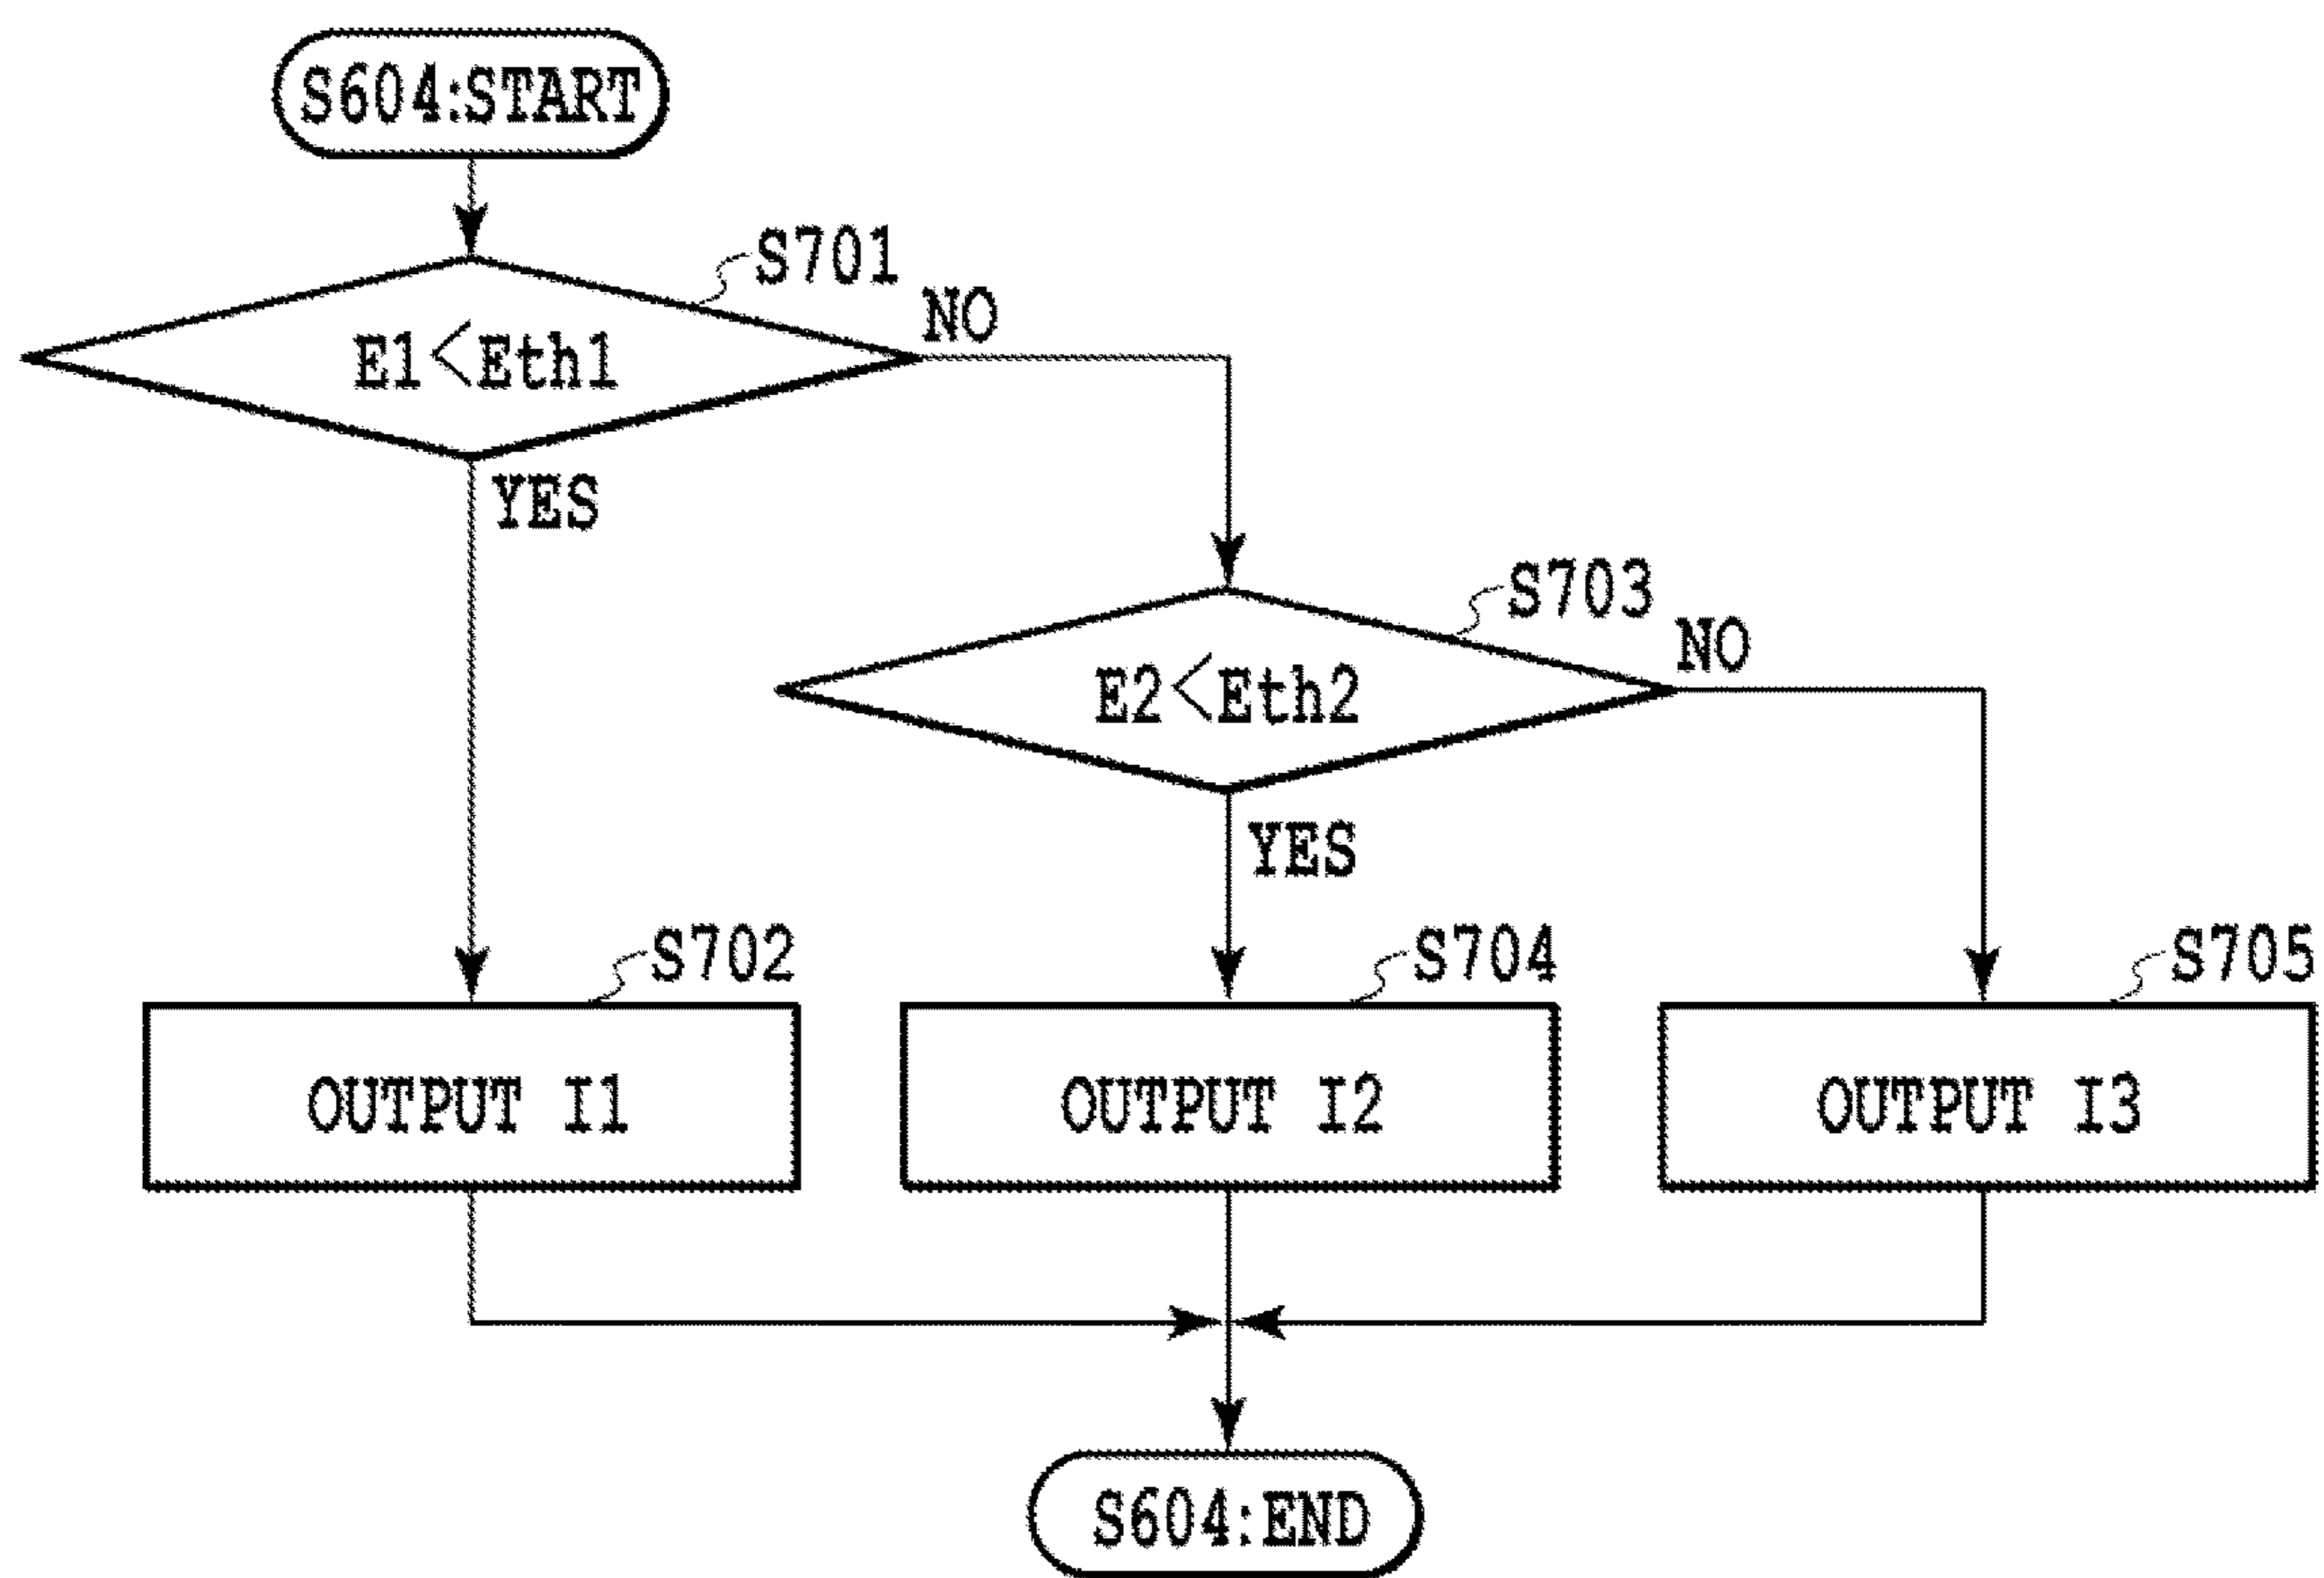 S604:START
S701
NO
E1<Eth1
YES
S703
NO
E2<Eth2
YES
S702
S704
S705
OUTPUT I1
OUTPUT I2
OUTPUT I3
S604:END